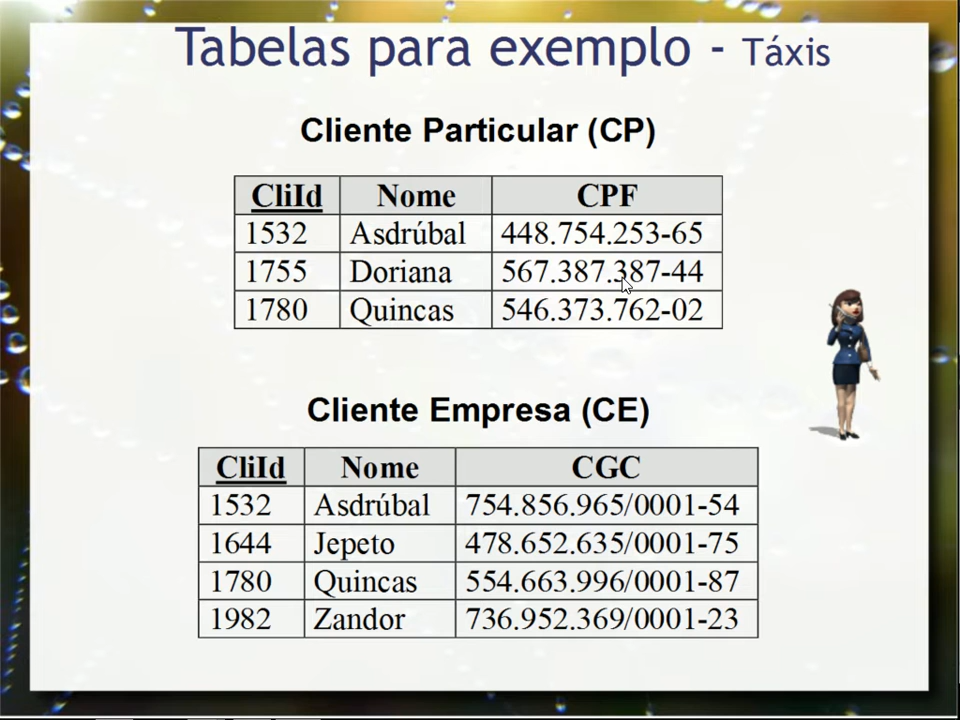 Tabelas para exemplo - Táxis
Cliente Particular (CP)
CliId Nome CPF
1532 Asdrúbal 448.754.253-65
1755 Doriana 567.387.387-44
1780 Quincas 546.373.762-02
Cliente Empresa (CE)
CliId Nome CGC
1532 Asdrúbal 754.856.965/0001-54
1644 Jepeto 478.652.635/0001-75
1780 Quincas 554.663.996/0001-87
1982 Zandor 736.952.369/0001-23